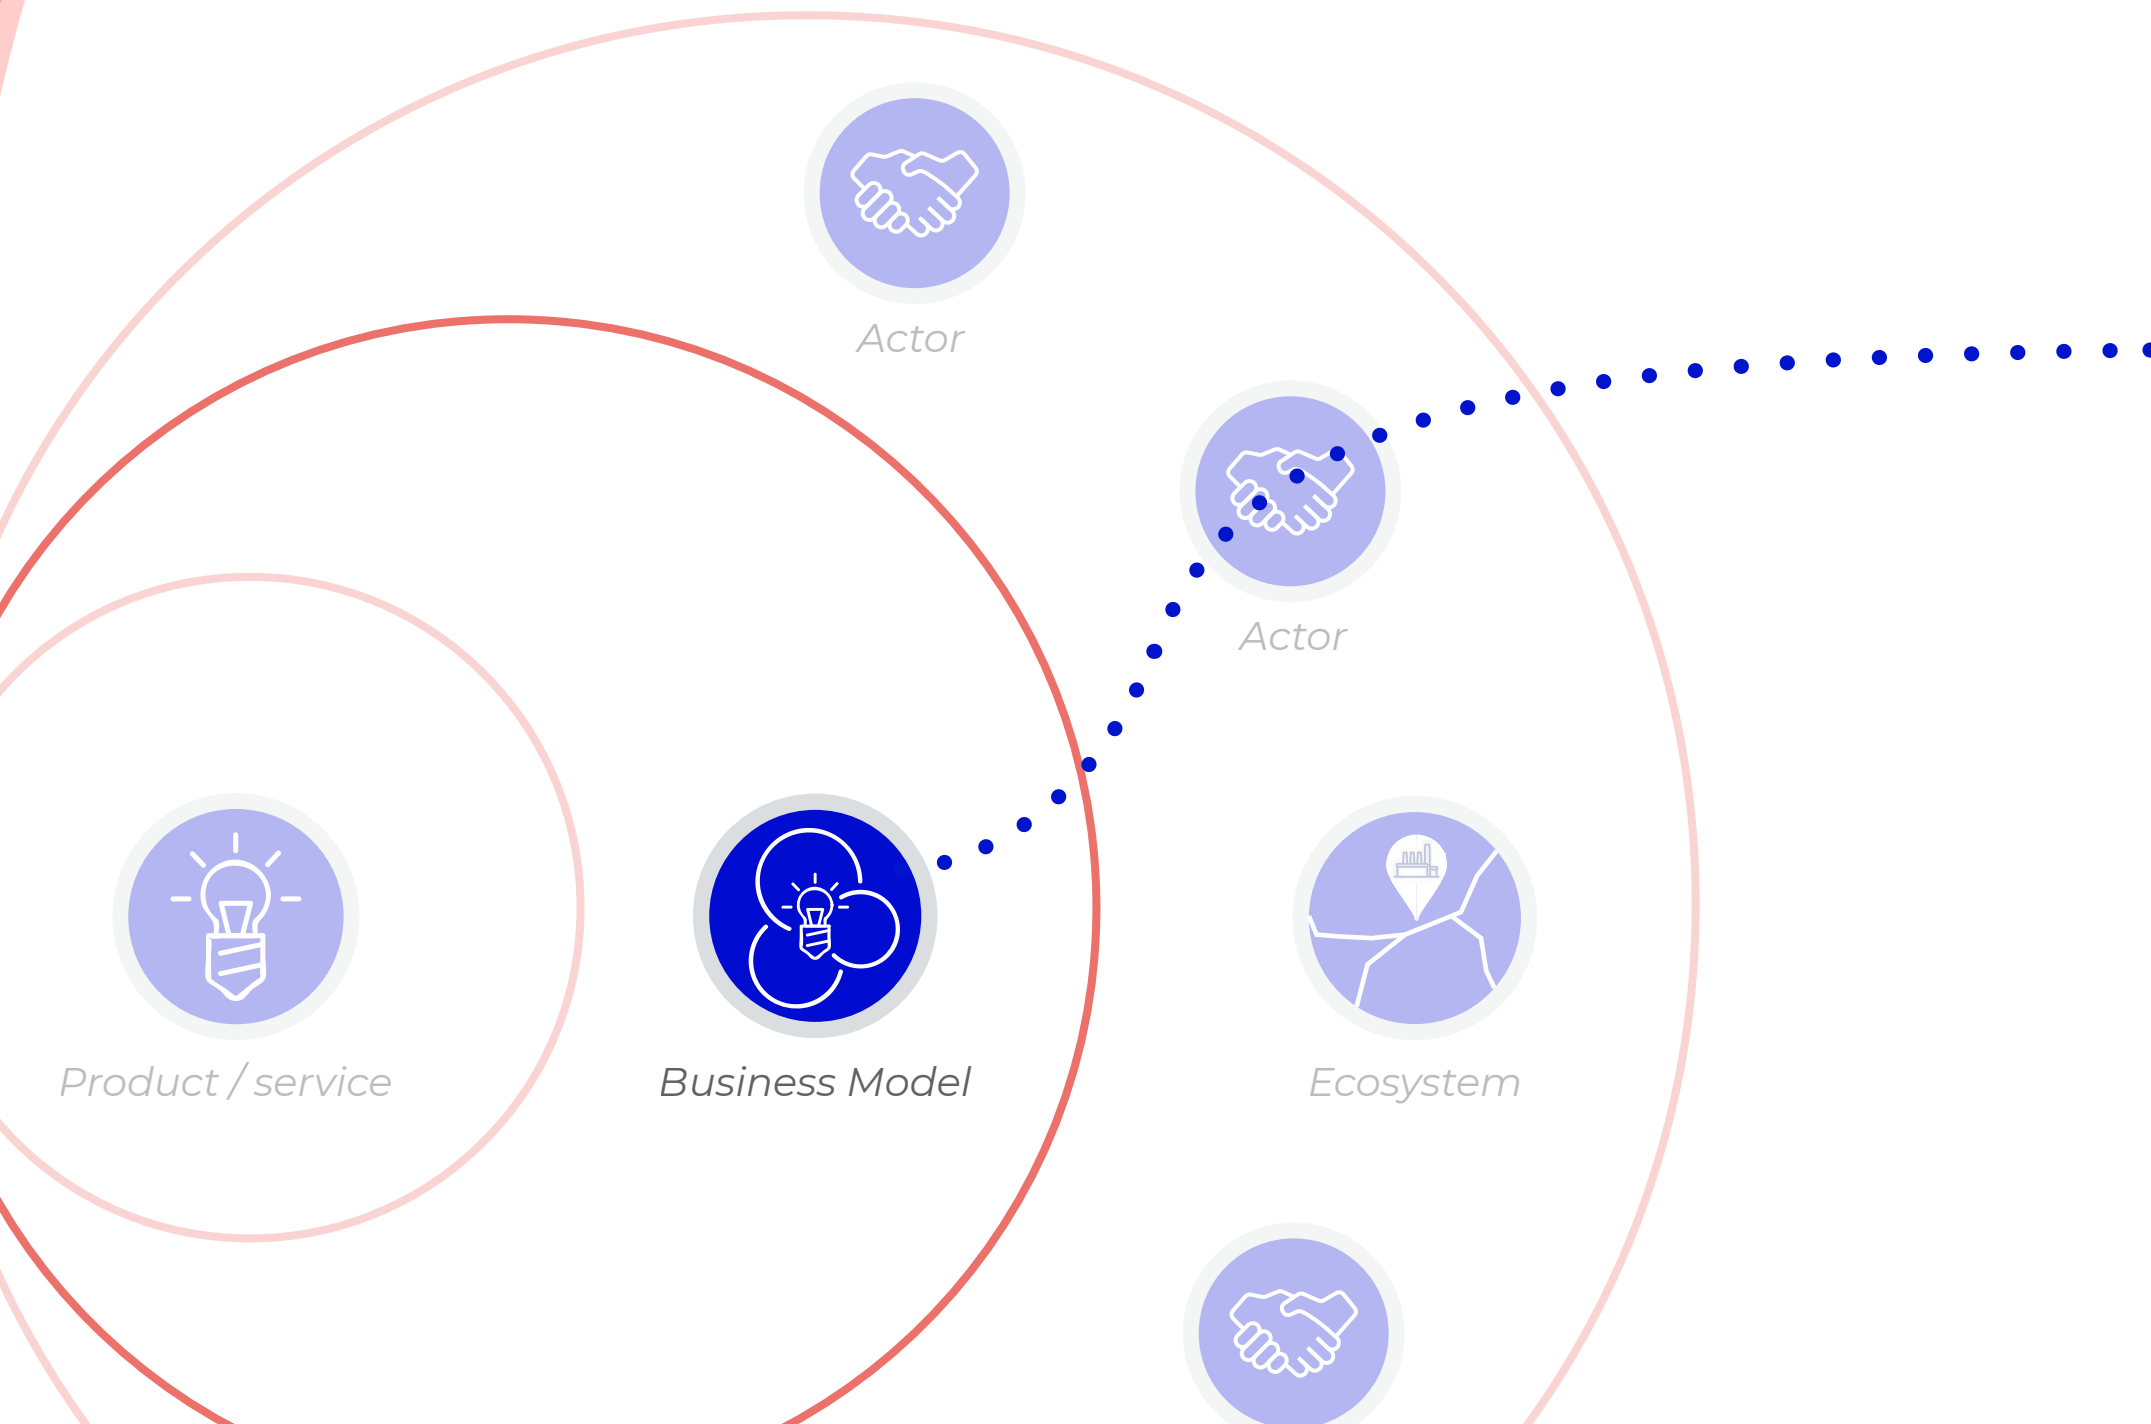 Actor
Actor
Product / service
Business Model
Ecosystem